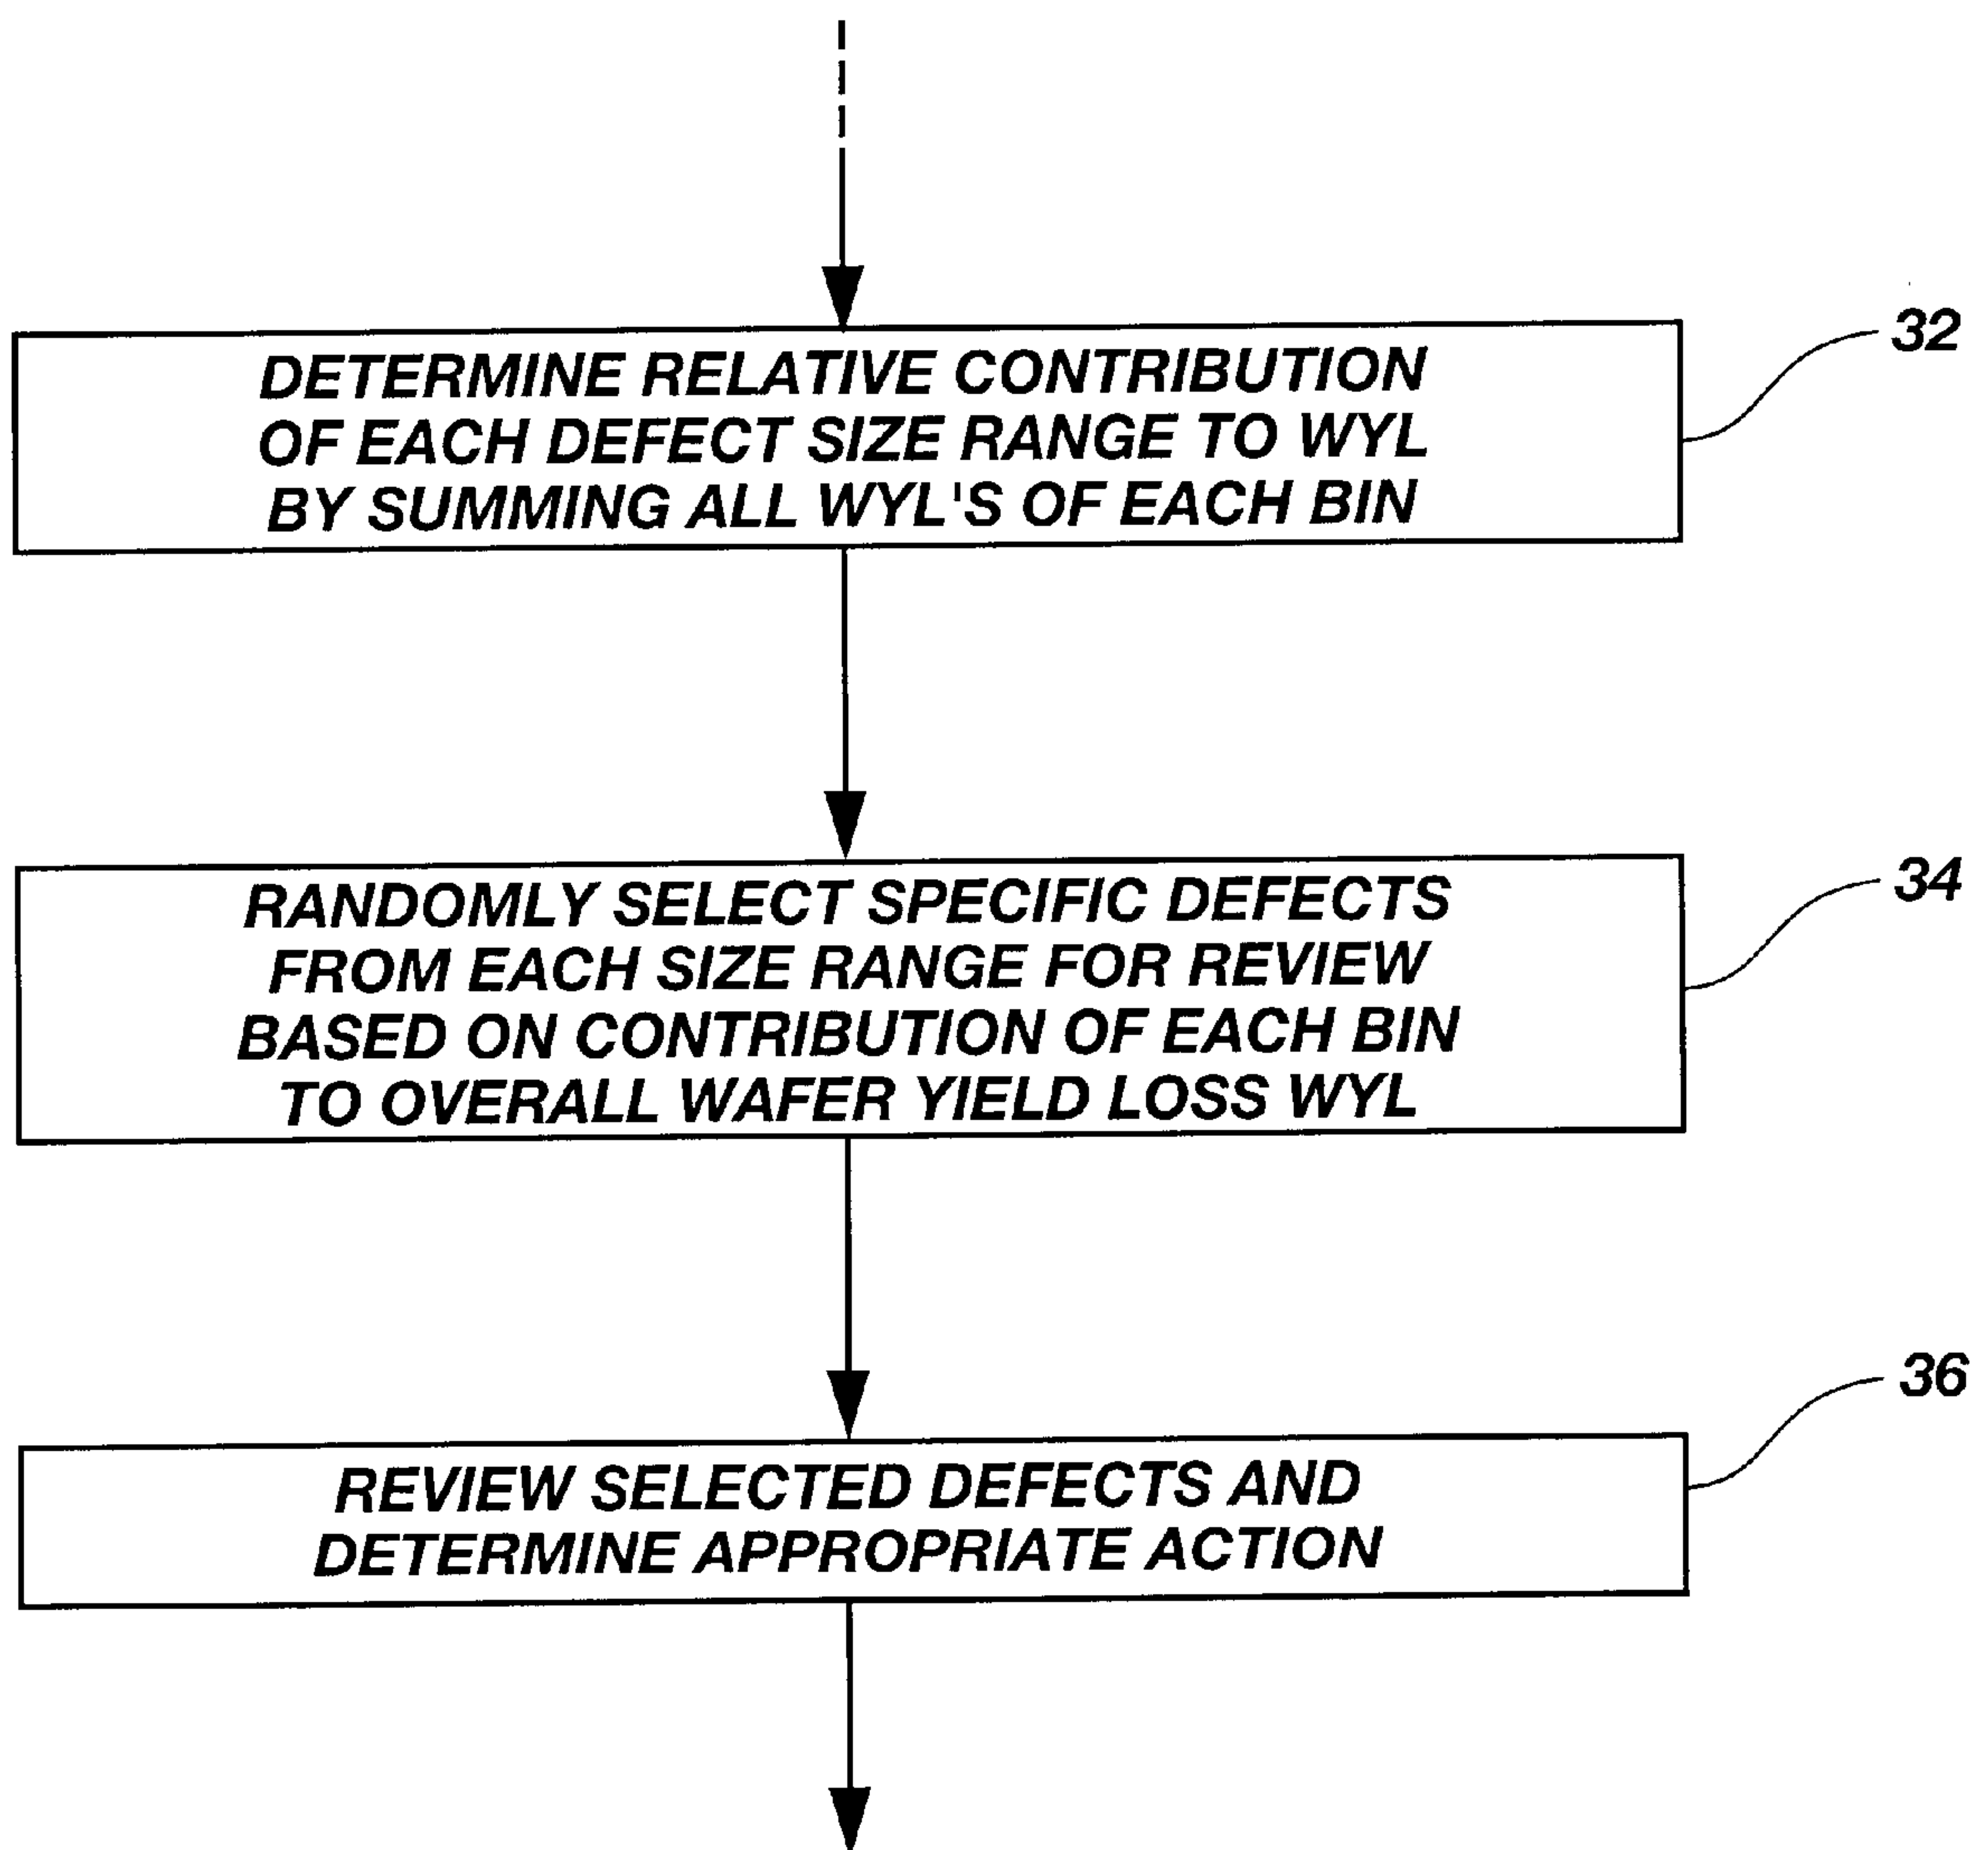 DETERMINE RELATIVE CONTRIBUTION
OF EACH DEFECT SIZE RANGE TO WYL
BY SUMMING ALL WYL'S OF EACH BIN
32
RANDOMLY SELECT SPECIFIC DEFECTS
FROM EACH SIZE RANGE FOR REVIEW
BASED ON CONTRIBUTION OF EACH BIN
TO OVERALL WAFER YIELD LOSS WYL
34
REVIEW SELECTED DEFECTS AND
DETERMINE APPROPRIATE ACTION
36